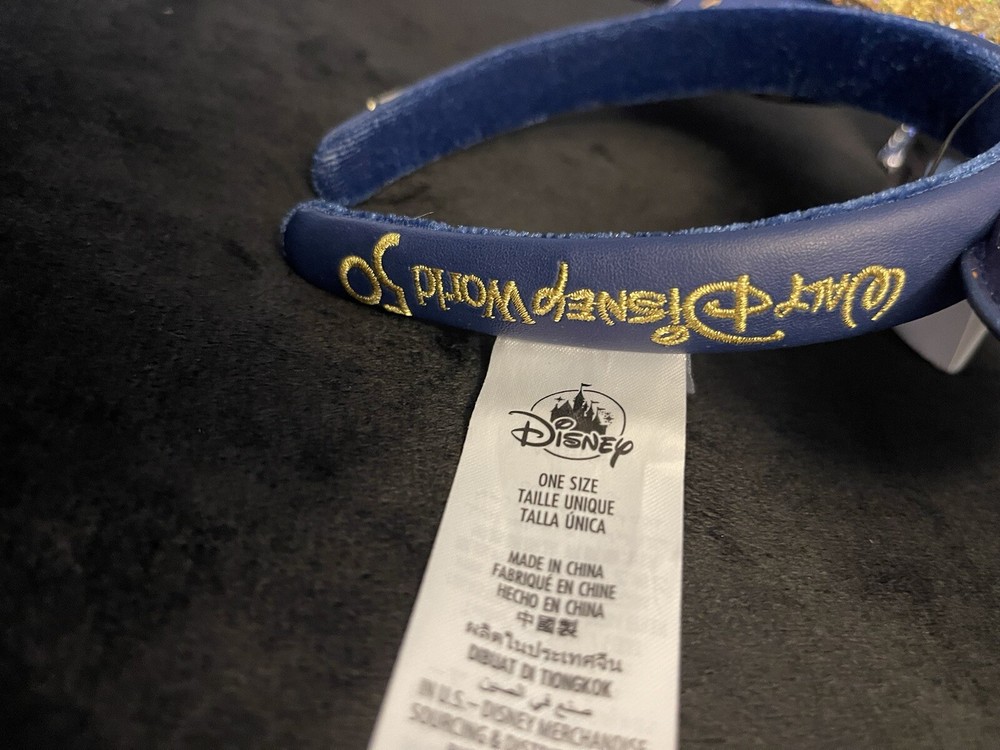 Walt Disney World 50
Disney
ONE SIZE
TAILLE UNIQUE
TALLA ÚNICA
MADE IN CHINA
FABRIQUÉ EN CHINE
HECHO EN CHINA
中國製
ผลิตในประเทศจีน
DIBUAT DI TIONGKOK
صنع في الصين
IN U.S. – DISNEY MERCHANDISE
SOURCING &